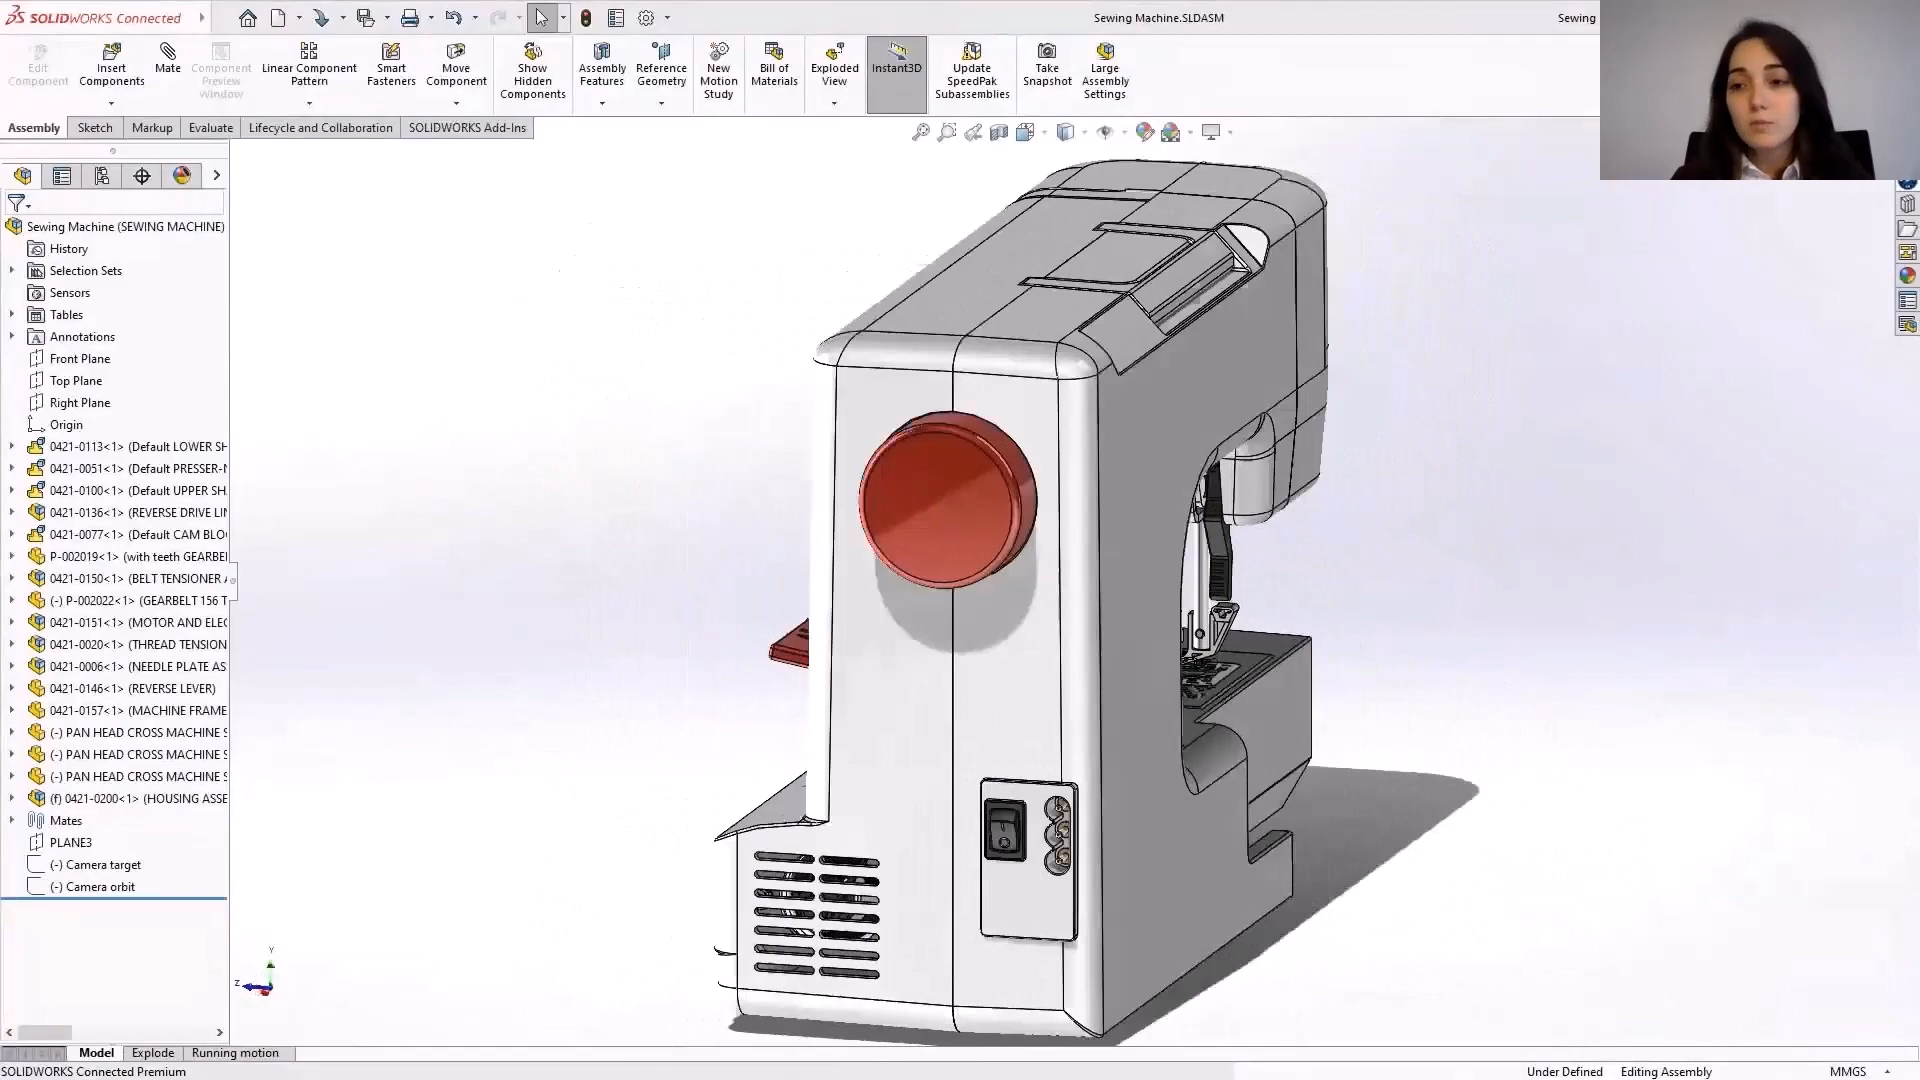 SOLIDWORKS Connected
Sewing Machine.SLDASM
Sewing
Edit Component
Insert Components
Mate
Component Preview Window
Linear Component Pattern
Smart Fasteners
Move Component
Show Hidden Components
Assembly Features
Reference Geometry
New Motion Study
Bill of Materials
Exploded View
Instant3D
Update SpeedPak Subassemblies
Take Snapshot
Large Assembly Settings
Assembly
Sketch
Markup
Evaluate
Lifecycle and Collaboration
SOLIDWORKS Add-Ins
Sewing Machine (SEWING MACHINE)
History
Selection Sets
Sensors
Tables
Annotations
Front Plane
Top Plane
Right Plane
Origin
0421-0113<1> (Default LOWER SH
0421-0051<1> (Default PRESSER-
0421-0100<1> (Default UPPER SH
0421-0136<1> (REVERSE DRIVE LI
0421-0077<1> (Default CAM BLO
P-002019<1> (with teeth GEARBE
0421-0150<1> (BELT TENSIONER
(-) P-002022<1> (GEARBELT 156 T
0421-0151<1> (MOTOR AND ELE
0421-0020<1> (THREAD TENSION
0421-0006<1> (NEEDLE PLATE AS
0421-0146<1> (REVERSE LEVER)
0421-0157<1> (MACHINE FRAME
(-) PAN HEAD CROSS MACHINE S
(-) PAN HEAD CROSS MACHINE S
(-) PAN HEAD CROSS MACHINE S
(f) 0421-0200<1> (HOUSING ASSE
Mates
PLANE3
(-) Camera target
(-) Camera orbit
Y
Z
Model
Explode
Running motion
SOLIDWORKS Connected Premium
Under Defined
Editing Assembly
MMGS